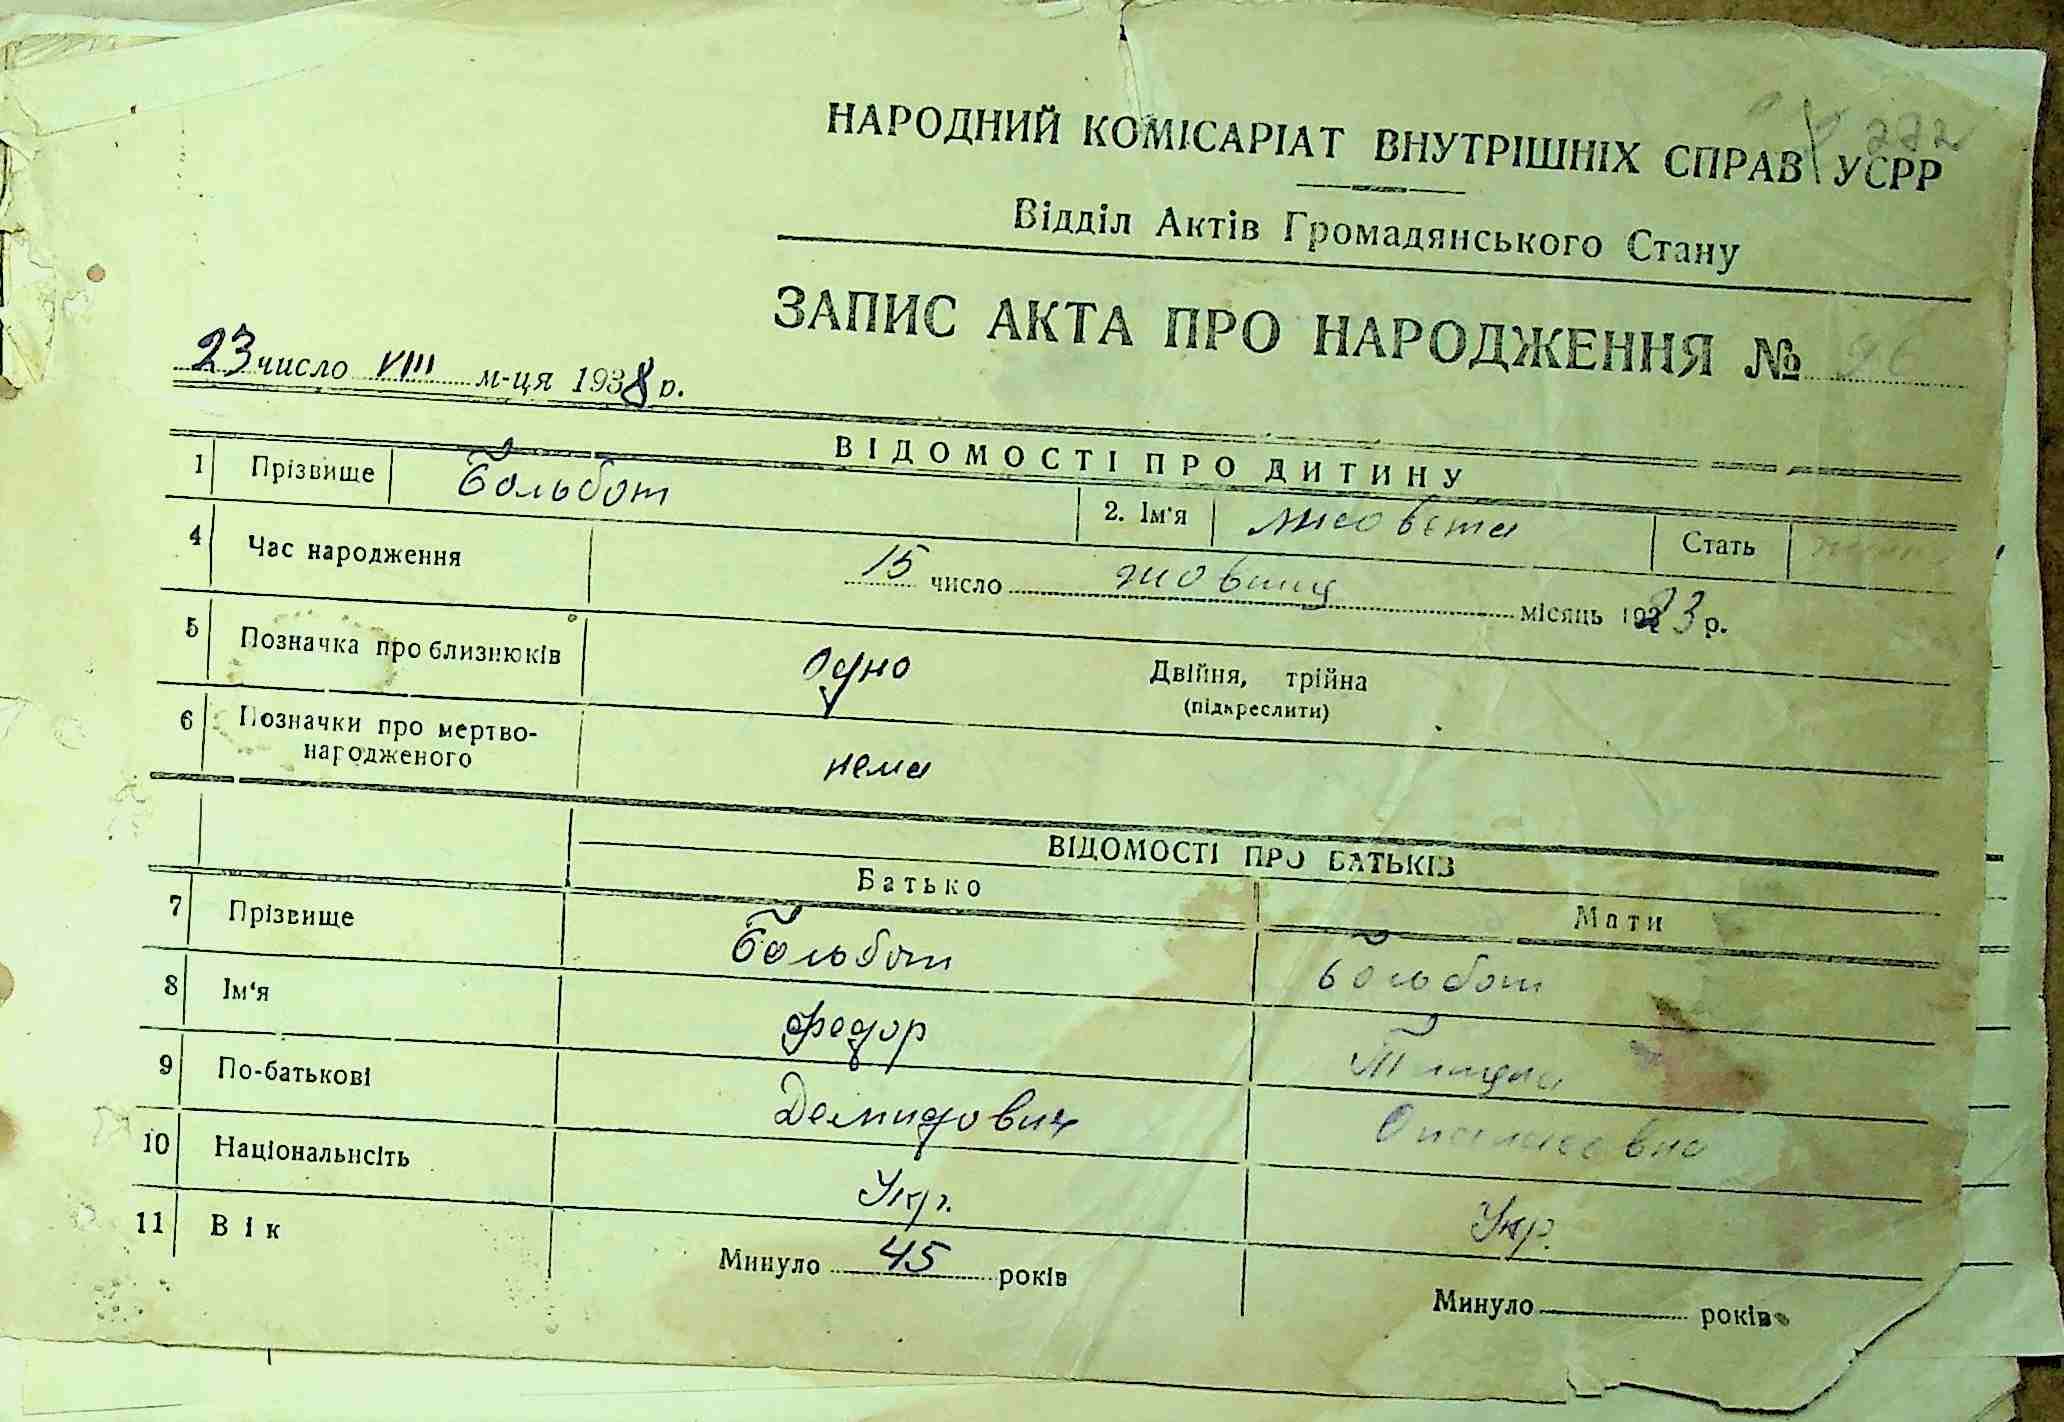 222
НАРОДНИЙ КОМІСАРІАТ ВНУТРІШНІХ СПРАВ УСРР
Відділ Актів Громадянського Стану
ЗАПИС АКТА ПРО НАРОДЖЕННЯ №
23 число VIII м-ця 1938 р.
ВІДОМОСТІ ПРО ДИТИНУ
1 Прізвище Больбот 2. Ім'я Лисовета Стать
4 Час народження 15 число жовтня місяць 1923 р.
5 Позначка про близнюків одно Двійня, трійна
(підкреслити)
6 Позначки про мертво-
народженого нема
ВІДОМОСТІ ПРО БАТЬКІВ
Батько Мати
7 Прізвище Больбот Больбот
8 Ім'я Федор
9 По-батькові Демидович
10 Національність Укр. Укр.
11 Вік Минуло 45 років Минуло років